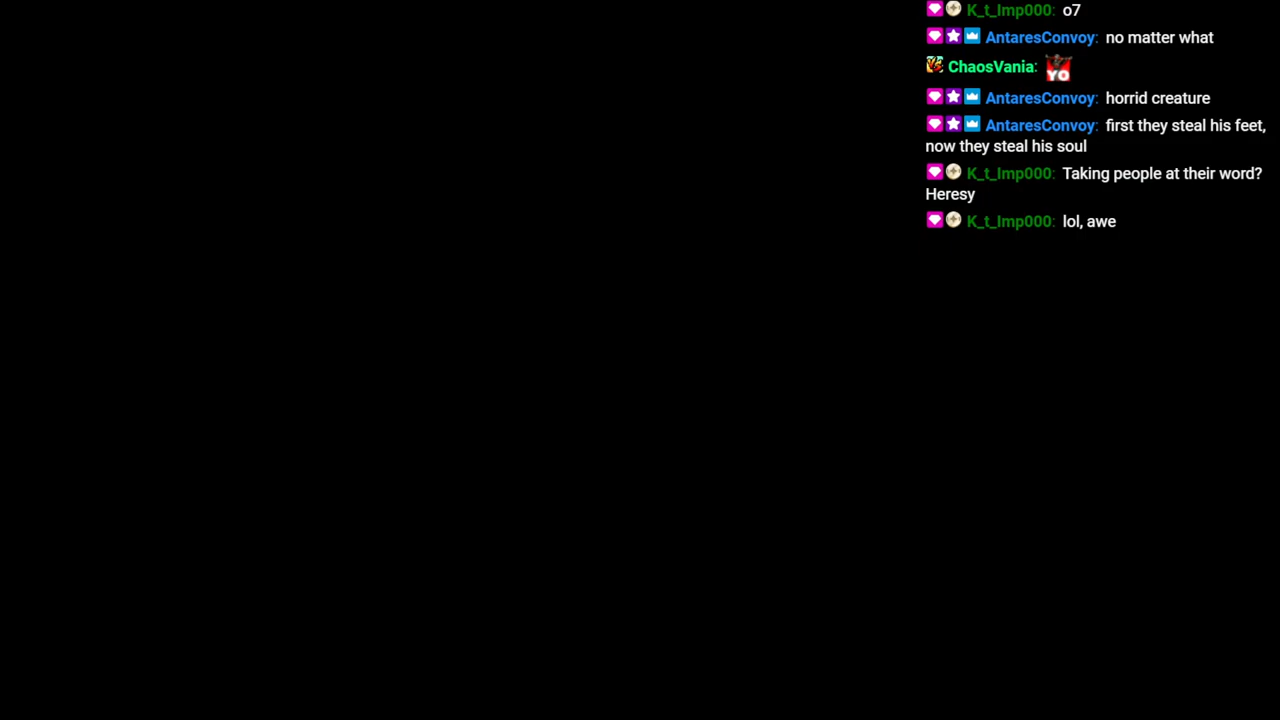 K_t_Imp000: o7
AntaresConvoy: no matter what
ChaosVania: YO
AntaresConvoy: horrid creature
AntaresConvoy: first they steal his feet,
now they steal his soul
K_t_Imp000: Taking people at their word?
Heresy
K_t_Imp000: lol, awe